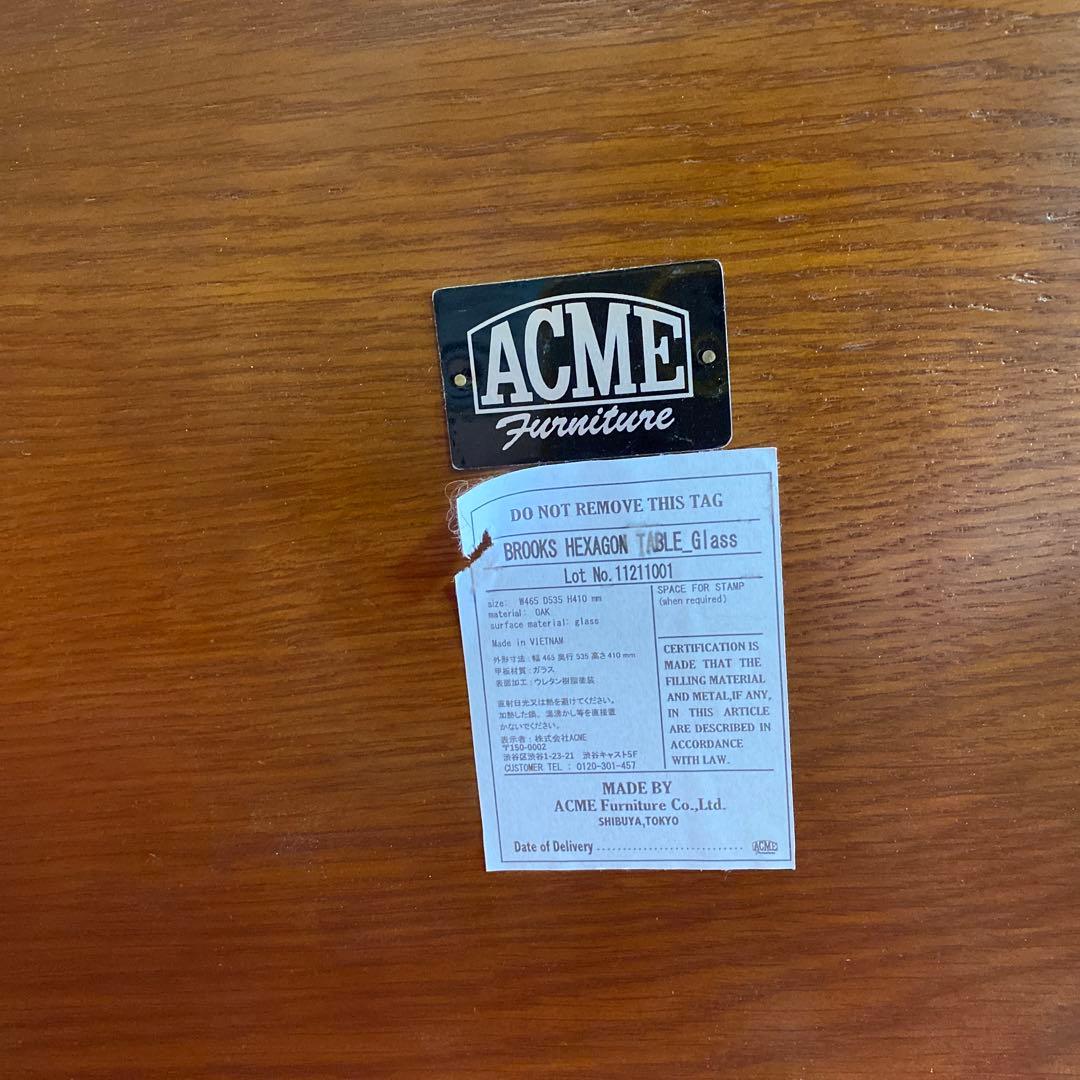 ACME
Furniture
DO NOT REMOVE THIS TAG
BROOKS HEXAGON TABLE_Glass
Lot No.11211001
size: W465 D535 H410 mm
material: OAK
surface material: glass
Made in VIETNAM
外形寸法:幅 465 奥行 535 高さ 410 mm
甲板材質:ガラス
表面加工:ウレタン樹脂塗装
直射日光又は熱を避けてください。
加熱した鍋、湯沸かし等を直接置
かないでください。
表示者:株式会社ACME
〒150-0002
渋谷区渋谷1-23-21 渋谷キャスト5F
CUSTOMER TEL : 0120-301-457
SPACE FOR STAMP
(when required)
CERTIFICATION IS
MADE THAT THE
FILLING MATERIAL
AND METAL,IF ANY,
IN THIS ARTICLE
ARE DESCRIBED IN
ACCORDANCE
WITH LAW.
MADE BY
ACME Furniture Co.,Ltd.
SHIBUYA,TOKYO
Date of Delivery ...........................
ACME
Furniture